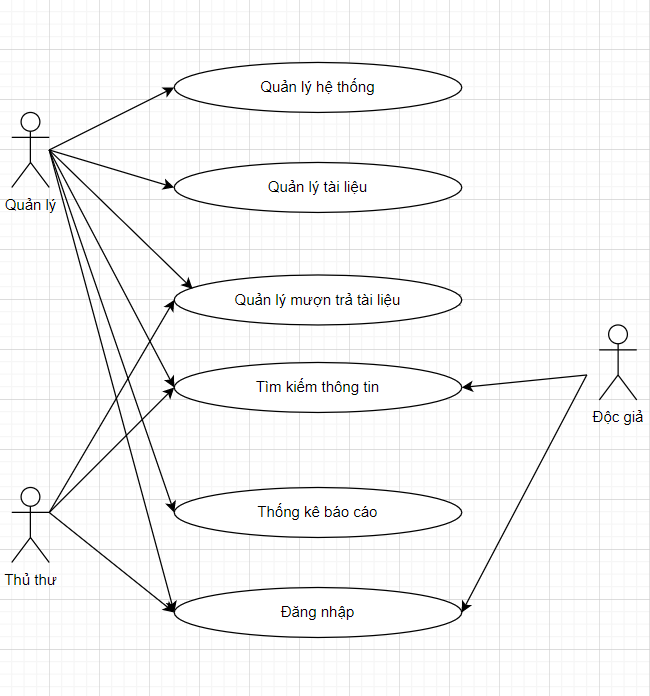 Quản lý hệ thống
Quản lý
Quản lý tài liệu
Quản lý mượn trả tài liệu
Tìm kiếm thông tin
Độc giả
Thống kê báo cáo
Thủ thư
Đăng nhập